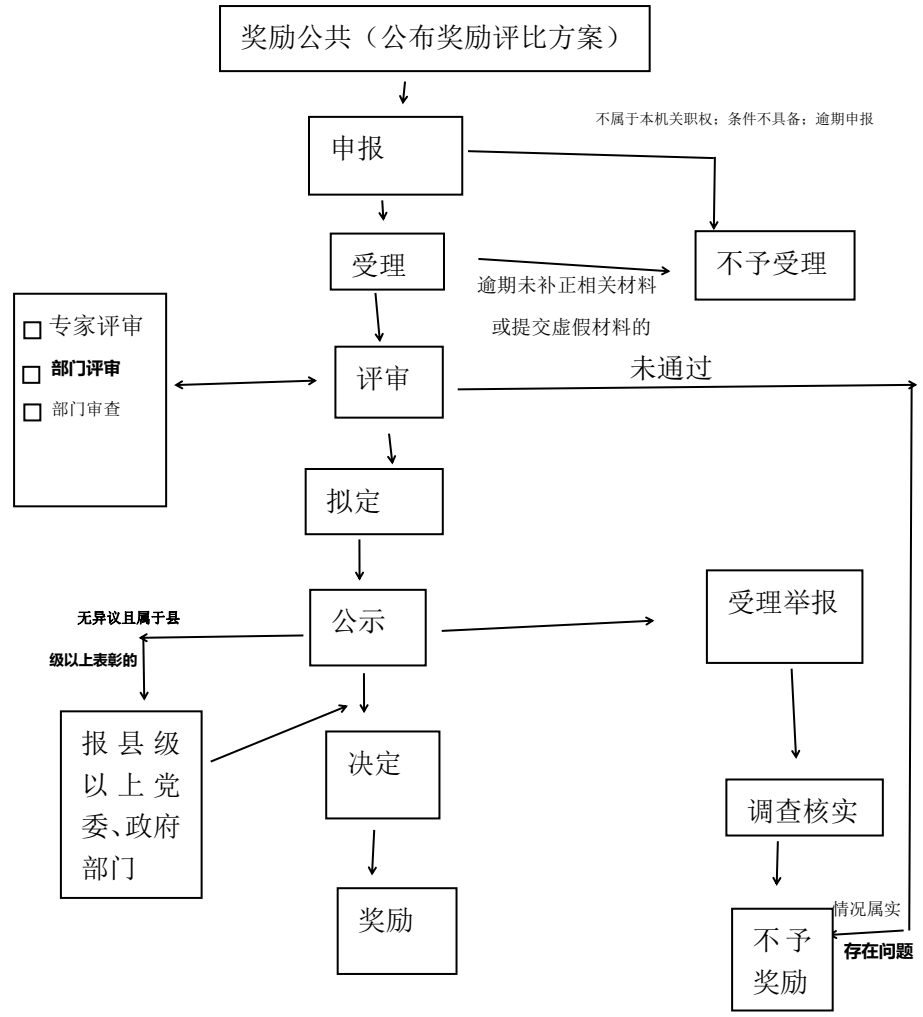 奖励公共（公布奖励评比方案）
不属于本机关职权；条件不具备；逾期申报
申报
受理
不予受理
逾期未补正相关材料
或提交虚假材料的
专家评审
部门评审
部门审查
评审
未通过
拟定
公示
受理举报
无异议且属于县
级以上表彰的
报县级
以上党
委、政府
部门
决定
调查核实
奖励
情况属实
不予
奖励
存在问题